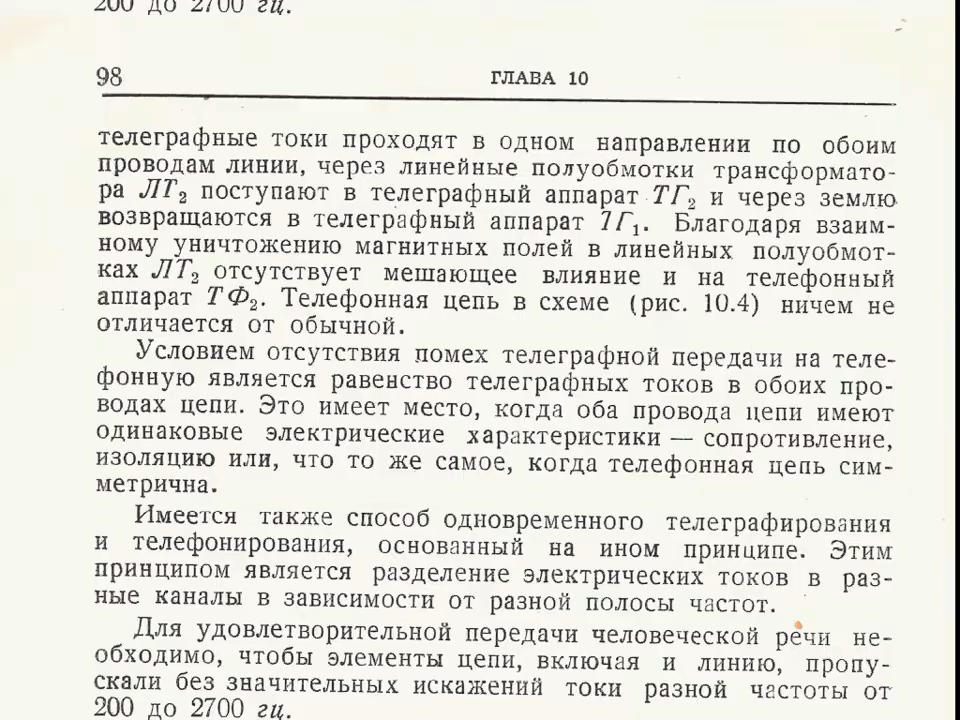 200 до 2700 гц.
98 ГЛАВА 10
телеграфные токи проходят в одном направлении по обоим
проводам линии, через линейные полуобмотки трансформато-
ра ЛТ₂ поступают в телеграфный аппарат ТГ₂ и через землю
возвращаются в телеграфный аппарат ТГ₁. Благодаря взаим-
ному уничтожению магнитных полей в линейных полуобмот-
ках ЛТ₂ отсутствует мешающее влияние и на телефонный
аппарат ТФ₂. Телефонная цепь в схеме (рис. 10.4) ничем не
отличается от обычной.
Условием отсутствия помех телеграфной передачи на теле-
фонную является равенство телеграфных токов в обоих про-
водах цепи. Это имеет место, когда оба провода цепи имеют
одинаковые электрические характеристики — сопротивление,
изоляцию или, что то же самое, когда телефонная цепь сим-
метрична.
Имеется также способ одновременного телеграфирования
и телефонирования, основанный на ином принципе. Этим
принципом является разделение электрических токов в раз-
ные каналы в зависимости от разной полосы частот.
Для удовлетворительной передачи человеческой речи не-
обходимо, чтобы элементы цепи, включая и линию, пропу-
скали без значительных искажений токи разной частоты от
200 до 2700 гц.